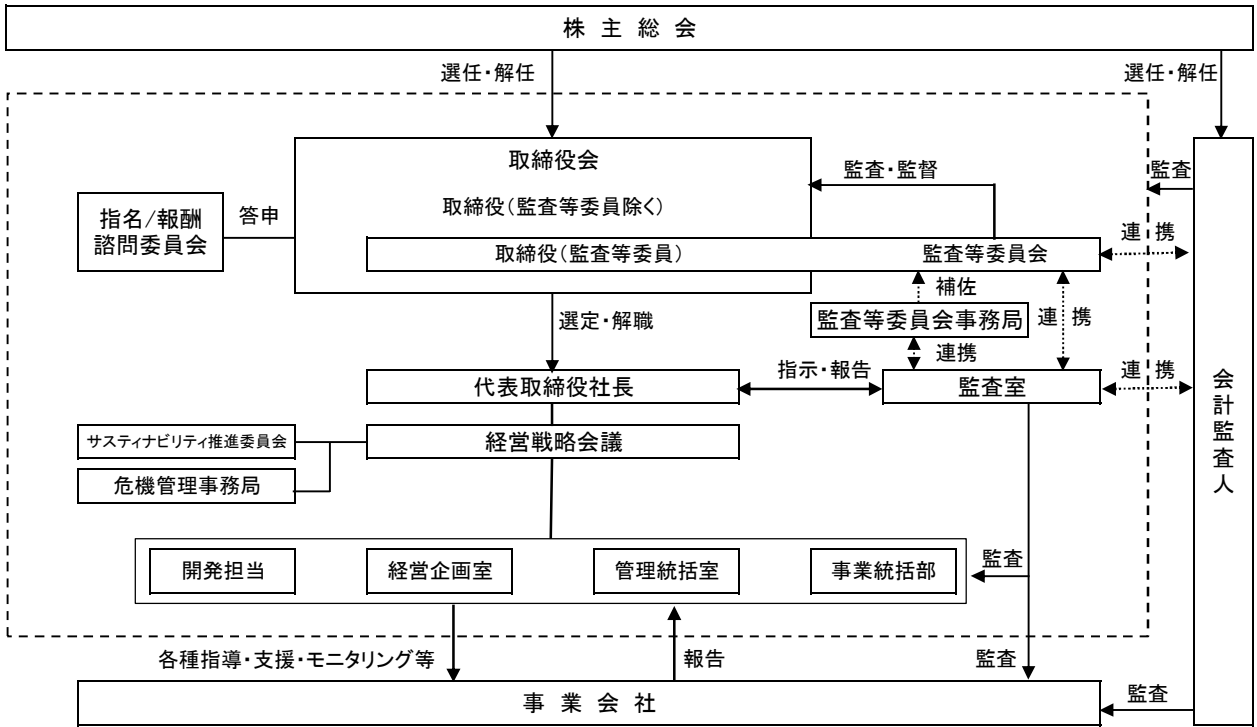 株 主 総 会
選任・解任
選任・解任
取締役会
監査・監督
監査
指名/報酬
諮問委員会
答申
取締役（監査等委員除く）
連 携
取締役（監査等委員）
監査等委員会
補佐
監査等委員会事務局
連 携
選定・解職
連携
指示・報告
連 携
代表取締役社長
監査室
会計監査人
サスティナビリティ推進委員会
経営戦略会議
危機管理事務局
開発担当
経営企画室
管理統括室
事業統括部
監査
各種指導・支援・モニタリング等
報告
監査
事 業 会 社
監査